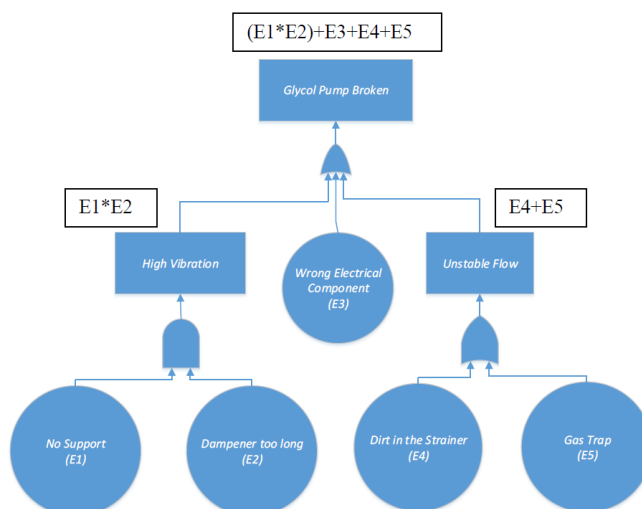 (E1*E2)+E3+E4+E5
Glycol Pump Broken
E1*E2
E4+E5
High Vibration
Wrong Electrical
Component
(E3)
Unstable Flow
No Support
(E1)
Dampener too long
(E2)
Dirt in the Strainer
(E4)
Gas Trap
(E5)